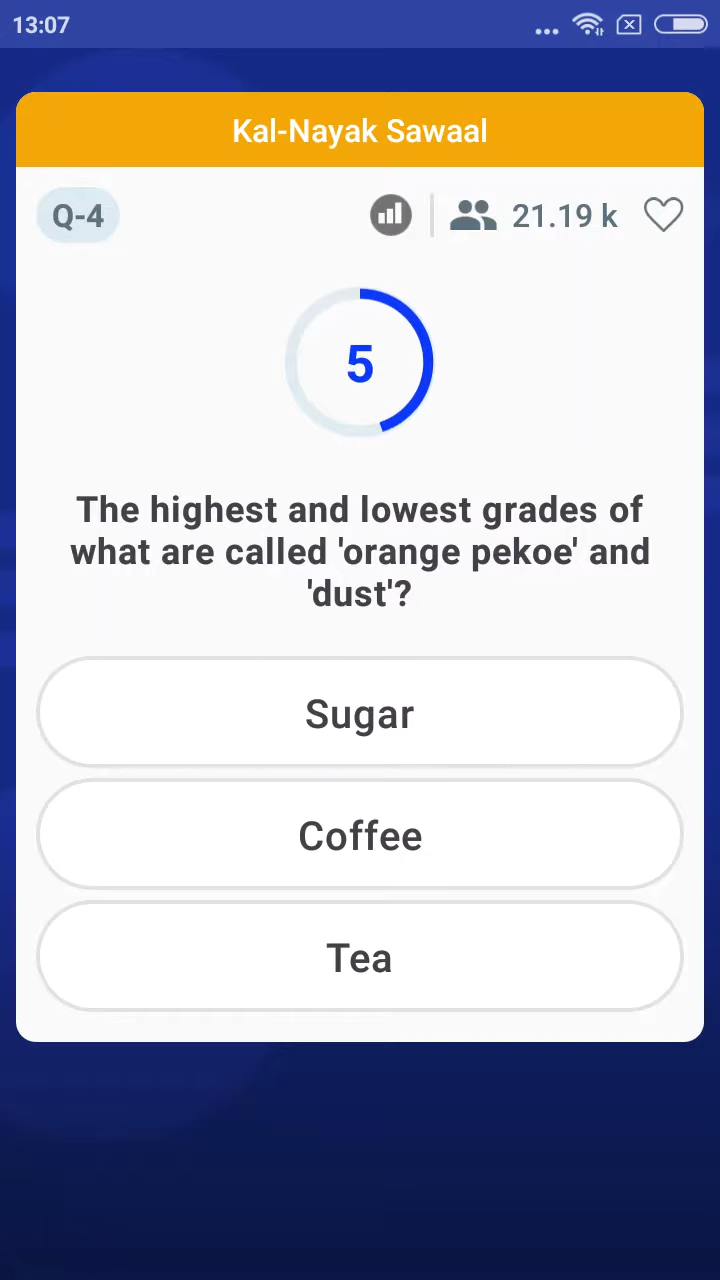 13:07
Kal-Nayak Sawaal
Q-4
21.19 k
5
The highest and lowest grades of
what are called 'orange pekoe' and
'dust'?
Sugar
Coffee
Tea